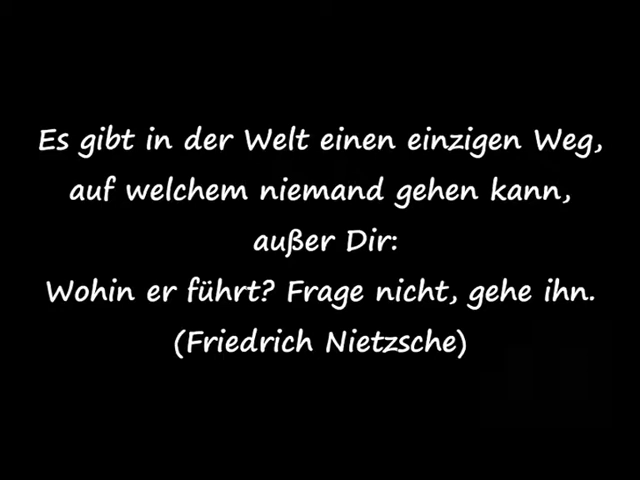 Es gibt in der Welt einen einzigen Weg,
auf welchem niemand gehen kann,
außer Dir:
Wohin er führt? Frage nicht, gehe ihn.
(Friedrich Nietzsche)